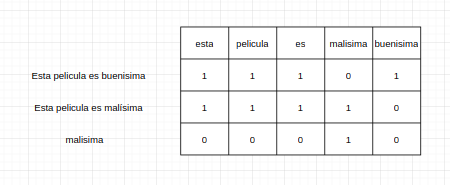 esta pelicula es malisima buenisima
Esta pelicula es buenisima 1 1 1 0 1
Esta pelicula es malísima 1 1 1 1 0
malisima 0 0 0 1 0